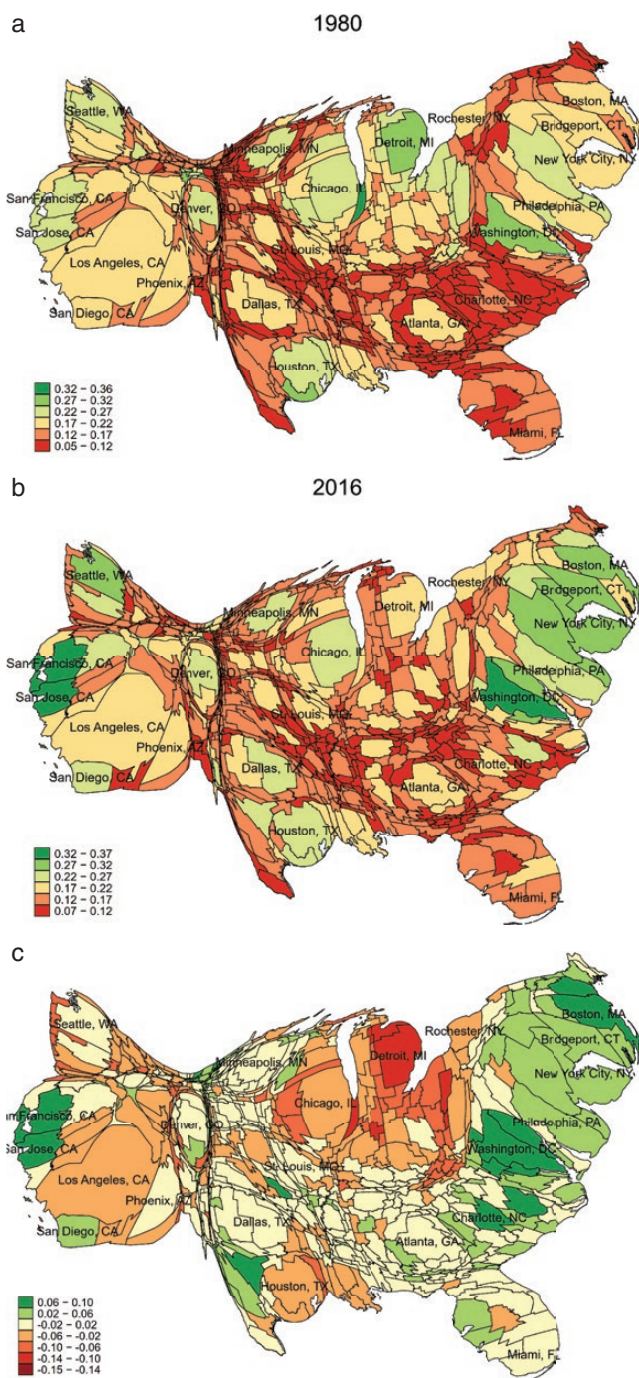 a
1980
Seattle, WA
Minneapolis, MN
Detroit, MI
Rochester, NY
Boston, MA
Bridgeport, CT
New York City, NY
San Francisco, CA
Denver, CO
Chicago, IL
Philadelphia, PA
San Jose, CA
Washington, DC
Los Angeles, CA
St. Louis, MO
Phoenix, AZ
Charlotte, NC
San Diego, CA
Dallas, TX
Atlanta, GA
Houston, TX
Miami, FL
0.32 – 0.36
0.27 – 0.32
0.22 – 0.27
0.17 – 0.22
0.12 – 0.17
0.05 – 0.12
b
2016
Seattle, WA
Minneapolis, MN
Detroit, MI
Rochester, NY
Boston, MA
Bridgeport, CT
New York City, NY
San Francisco, CA
Denver, CO
Chicago, IL
Philadelphia, PA
San Jose, CA
Washington, DC
Los Angeles, CA
St. Louis, MO
Phoenix, AZ
Charlotte, NC
San Diego, CA
Dallas, TX
Atlanta, GA
Houston, TX
Miami, FL
0.32 – 0.37
0.27 – 0.32
0.22 – 0.27
0.17 – 0.22
0.12 – 0.17
0.07 – 0.12
c
Seattle, WA
Minneapolis, MN
Detroit, MI
Rochester, NY
Boston, MA
Bridgeport, CT
New York City, NY
an Francisco, CA
Denver, CO
Chicago, IL
Philadelphia, PA
San Jose, CA
Washington, DC
Los Angeles, CA
St. Louis, MO
Phoenix, AZ
Charlotte, NC
San Diego, CA
Dallas, TX
Atlanta, GA
Houston, TX
Miami, FL
0.06 – 0.10
0.02 – 0.06
-0.02 – 0.02
-0.06 – -0.02
-0.10 – -0.06
-0.14 – -0.10
-0.15 – -0.14